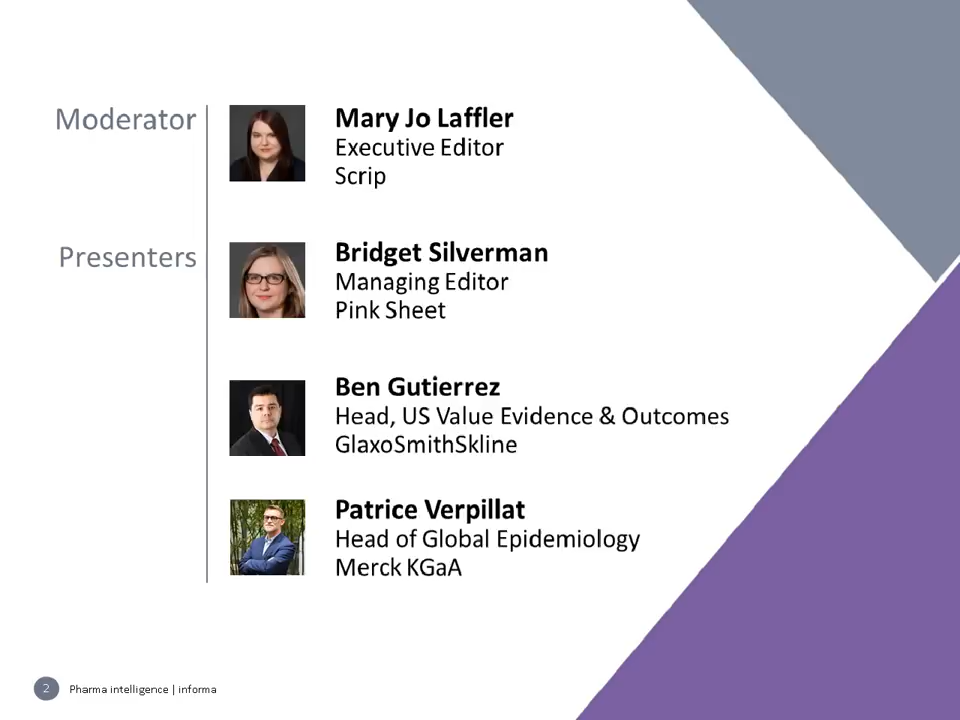 Moderator
Mary Jo Laffler
Executive Editor
Scrip
Presenters
Bridget Silverman
Managing Editor
Pink Sheet
Ben Gutierrez
Head, US Value Evidence & Outcomes
GlaxoSmithSkline
Patrice Verpillat
Head of Global Epidemiology
Merck KGaA
2
Pharma intelligence | informa